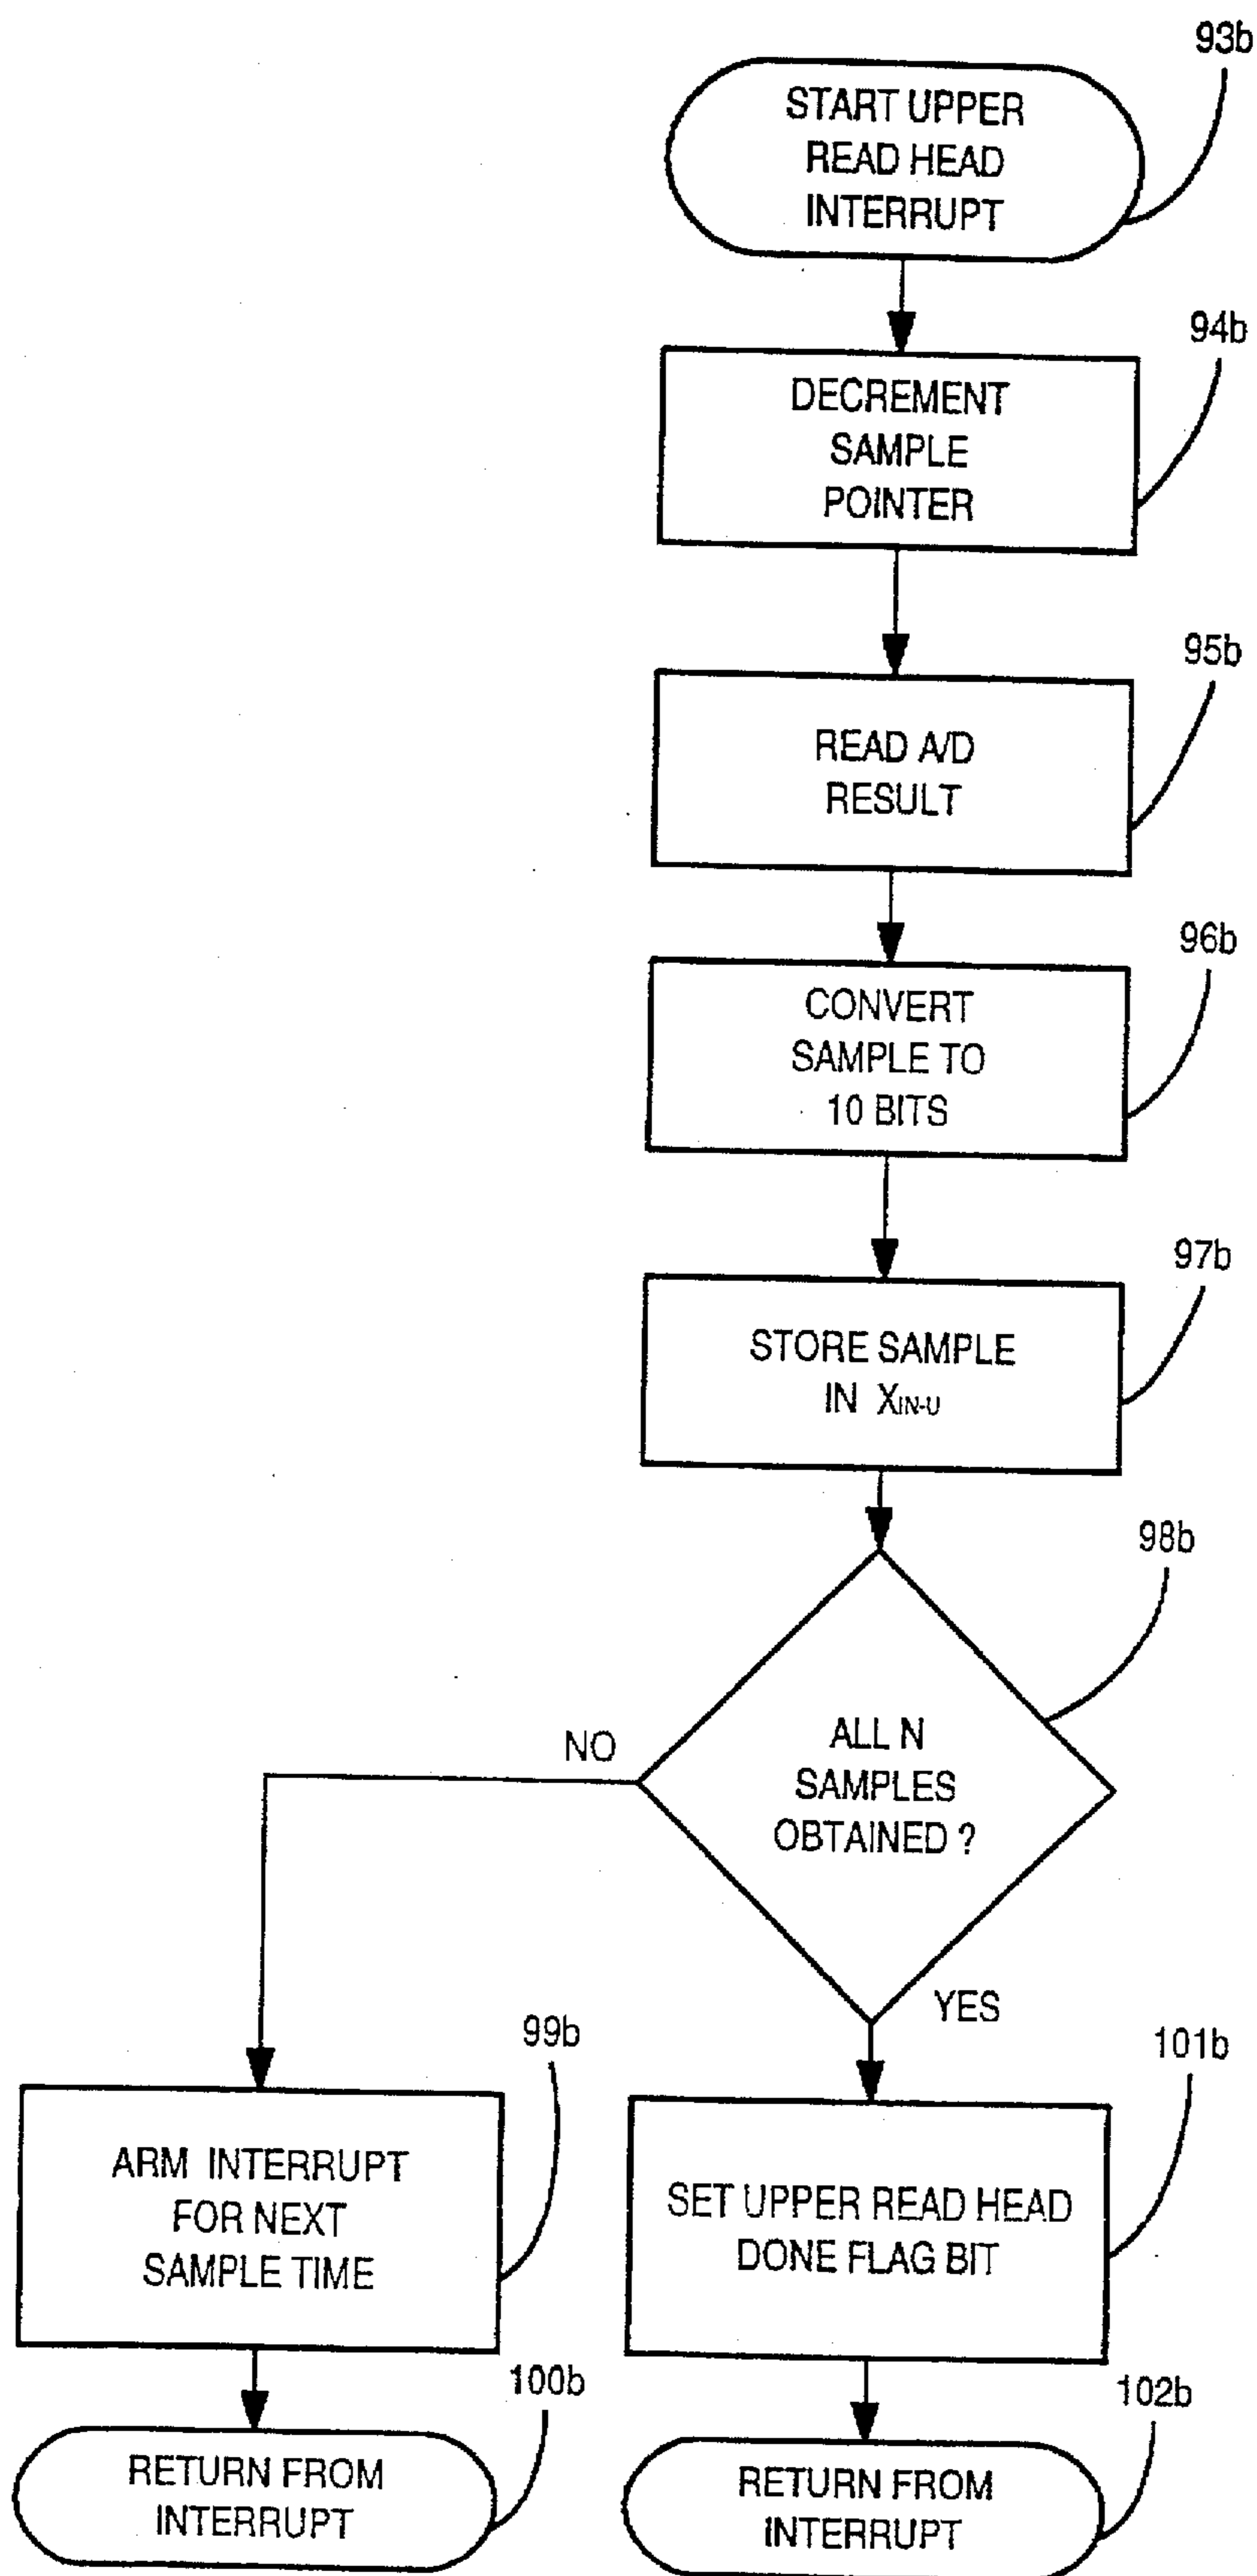 93b
START UPPER
READ HEAD
INTERRUPT
94b
DECREMENT
SAMPLE
POINTER
95b
READ A/D
RESULT
96b
CONVERT
SAMPLE TO
10 BITS
97b
STORE SAMPLE
IN XIN-U
98b
ALL N
SAMPLES
OBTAINED ?
NO
YES
99b
ARM INTERRUPT
FOR NEXT
SAMPLE TIME
101b
SET UPPER READ HEAD
DONE FLAG BIT
100b
RETURN FROM
INTERRUPT
102b
RETURN FROM
INTERRUPT